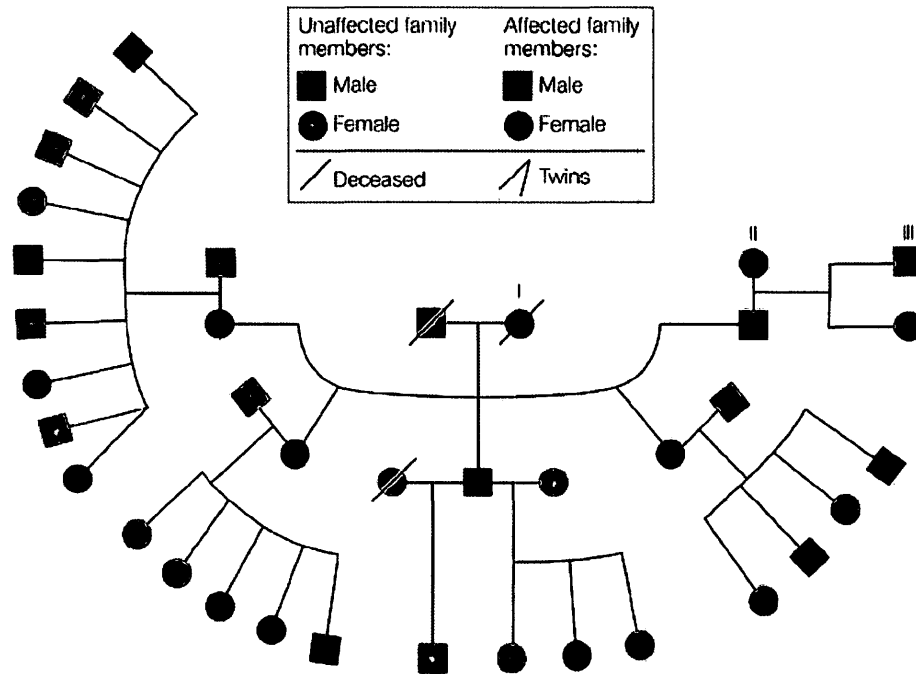 Unaffected family
members:
Affected family
members:
Male
Male
Female
Female
Deceased
Twins
II
III
I